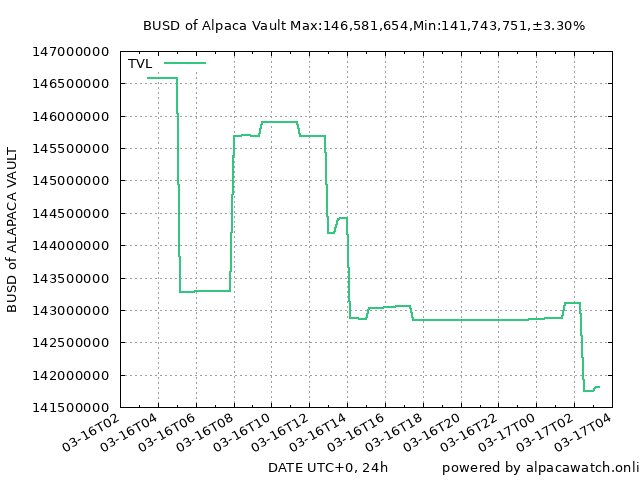 BUSD of Alpaca Vault Max:146,581,654,Min:141,743,751,±3.30%
TVL
BUSD of ALAPACA VAULT
147000000
146500000
146000000
145500000
145000000
144500000
144000000
143500000
143000000
142500000
142000000
141500000
03-16T02
03-16T04
03-16T06
03-16T08
03-16T10
03-16T12
03-16T14
03-16T16
03-16T18
03-16T20
03-16T22
03-17T00
03-17T02
03-17T04
DATE UTC+0, 24h
powered by alpacawatch.onli